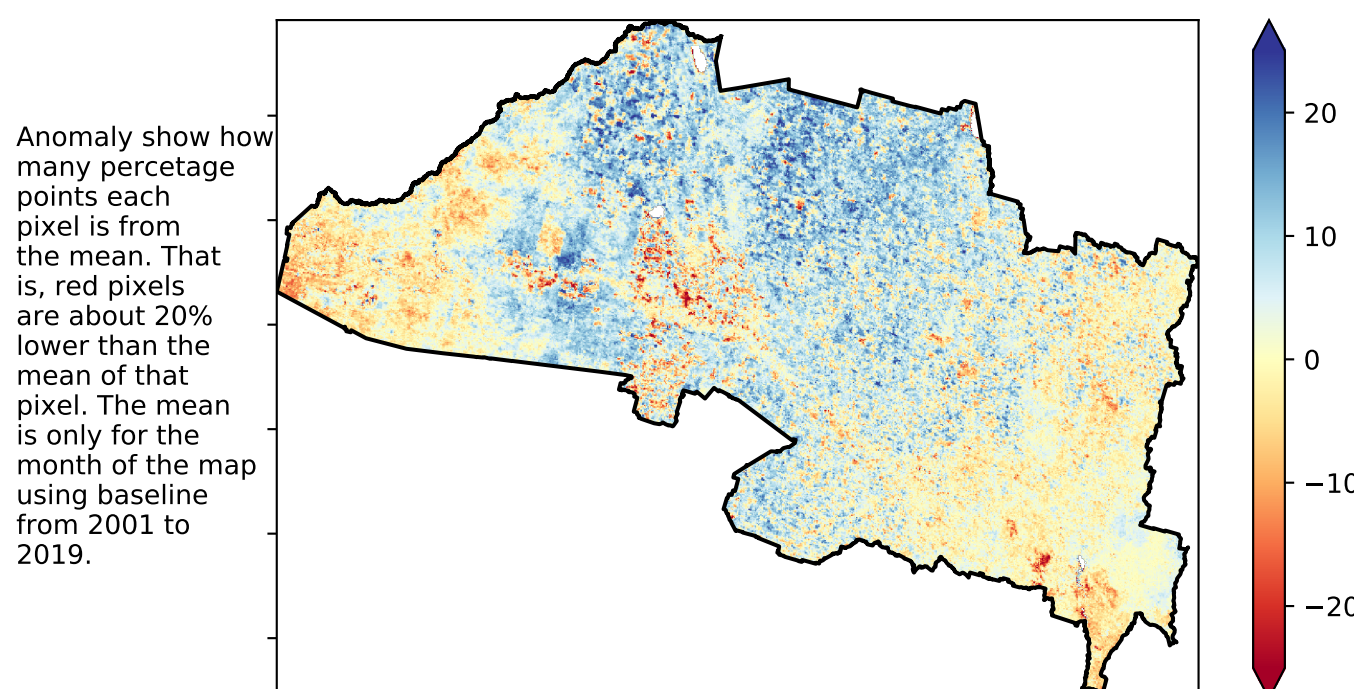 Anomaly show how
many percetage
points each
pixel is from
the mean. That
is, red pixels
are about 20%
lower than the
mean of that
pixel. The mean
is only for the
month of the map
using baseline
from 2001 to
2019.
20
10
0
−10
−20